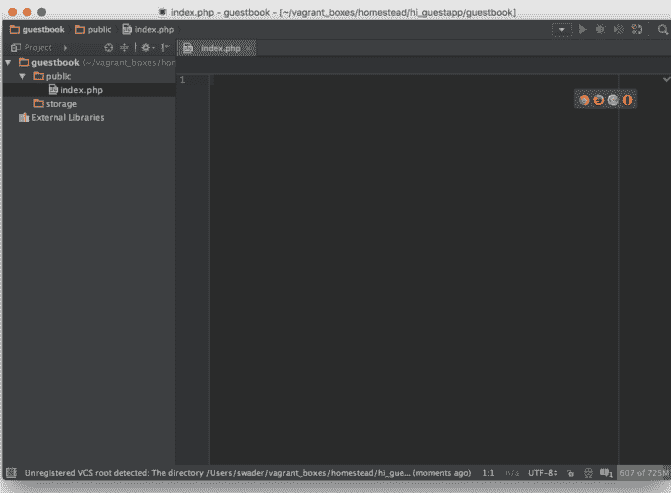 index.php - guestbook - [~/vagrant_boxes/homestead/hi_guestapp/guestbook]
guestbook public index.php
Project
index.php
guestbook (~/vagrant_boxes/hor
public
index.php
storage
External Libraries
1
Unregistered VCS root detected: The directory /Users/swader/vagrant_boxes/homestead/hi_gue... (moments ago) 1:1 n/a UTF-8 607 of 725M